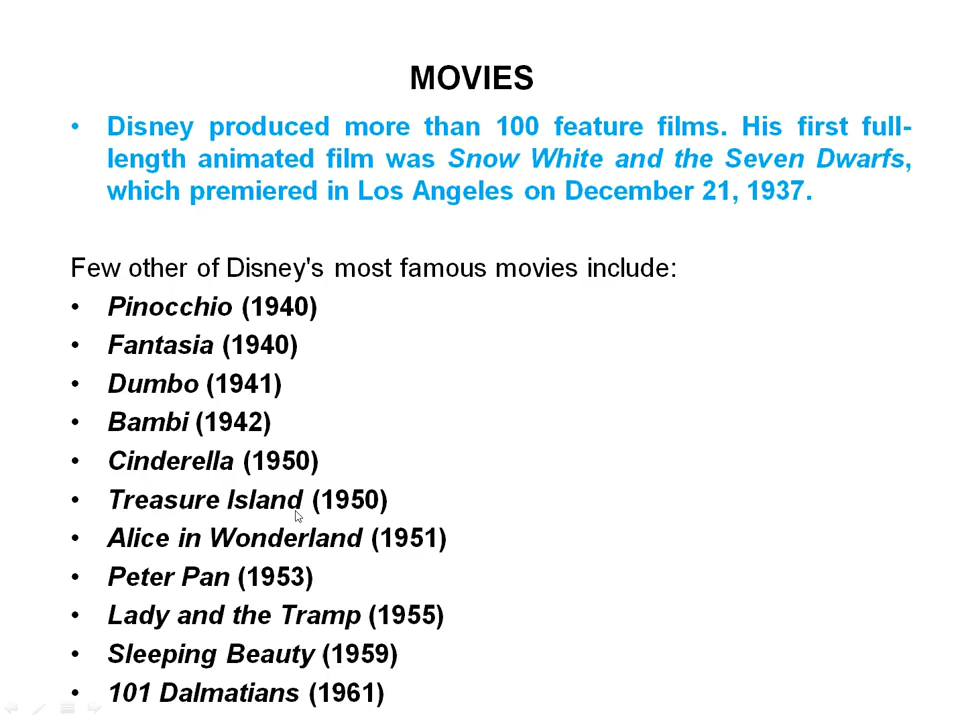 MOVIES
• Disney produced more than 100 feature films. His first full-
length animated film was Snow White and the Seven Dwarfs,
which premiered in Los Angeles on December 21, 1937.
Few other of Disney's most famous movies include:
• Pinocchio (1940)
• Fantasia (1940)
• Dumbo (1941)
• Bambi (1942)
• Cinderella (1950)
• Treasure Island (1950)
• Alice in Wonderland (1951)
• Peter Pan (1953)
• Lady and the Tramp (1955)
• Sleeping Beauty (1959)
• 101 Dalmatians (1961)